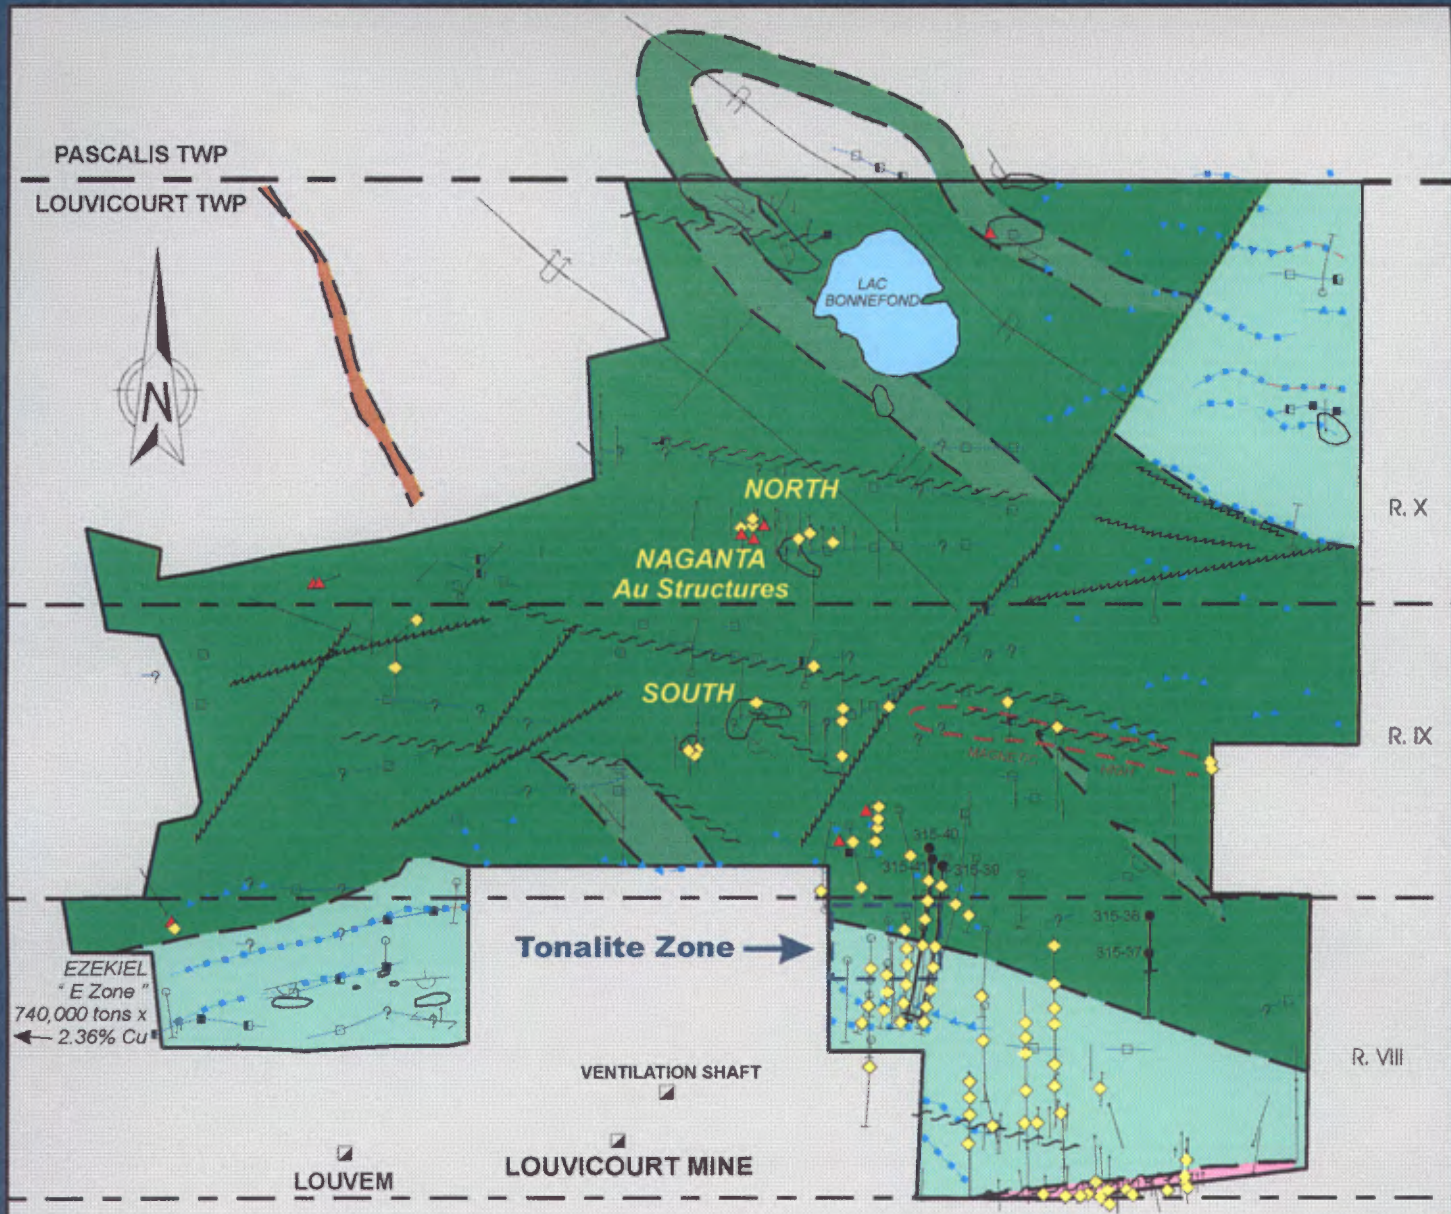 PASCALIS TWP
LOUVICOURT TWP
N
LAC
BONNEFOND
NORTH
R. X
NAGANTA
Au Structures
SOUTH
R. IX
315-40
315-39
315-38
315-37
Tonalite Zone
EZEKIEL
" E Zone "
740,000 tons x
2.36% Cu
R. VIII
VENTILATION SHAFT
LOUVICOURT MINE
LOUVEM